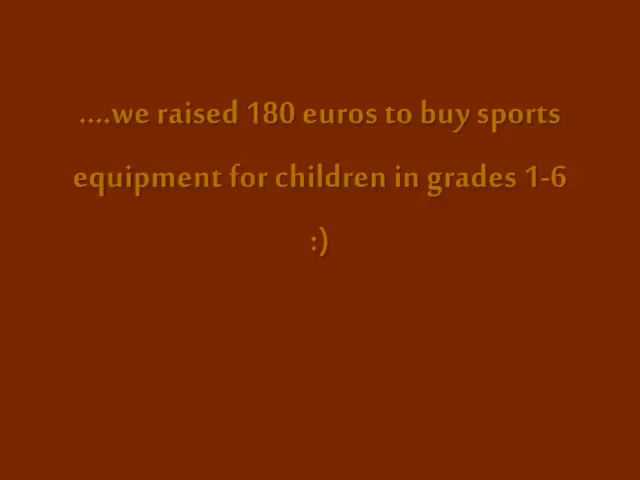 ....we raised 180 euros to buy sports
equipment for children in grades 1-6
:)